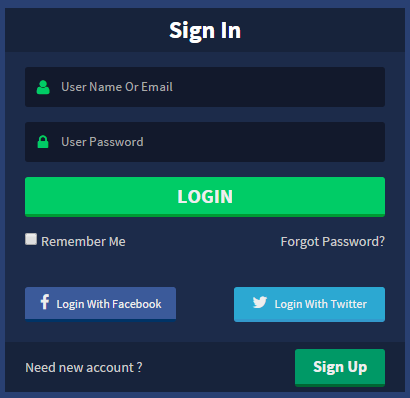 Sign In
User Name Or Email
User Password
LOGIN
Remember Me
Forgot Password?
Login With Facebook
Login With Twitter
Need new account ?
Sign Up